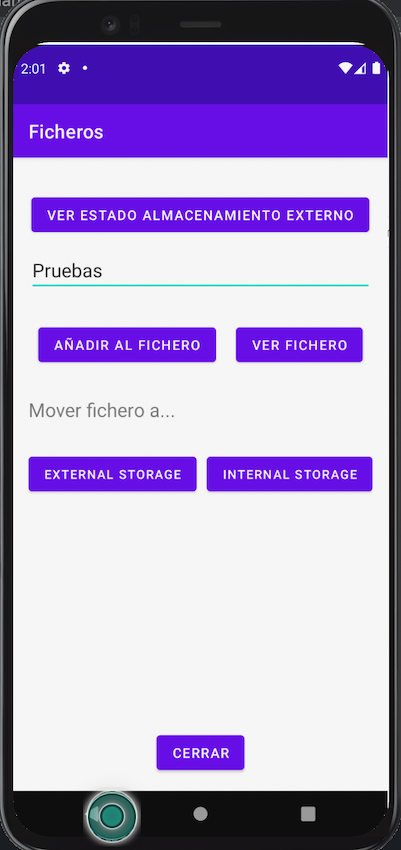 2:01
Ficheros
VER ESTADO ALMACENAMIENTO EXTERNO
Pruebas
AÑADIR AL FICHERO VER FICHERO
Mover fichero a...
EXTERNAL STORAGE INTERNAL STORAGE
CERRAR